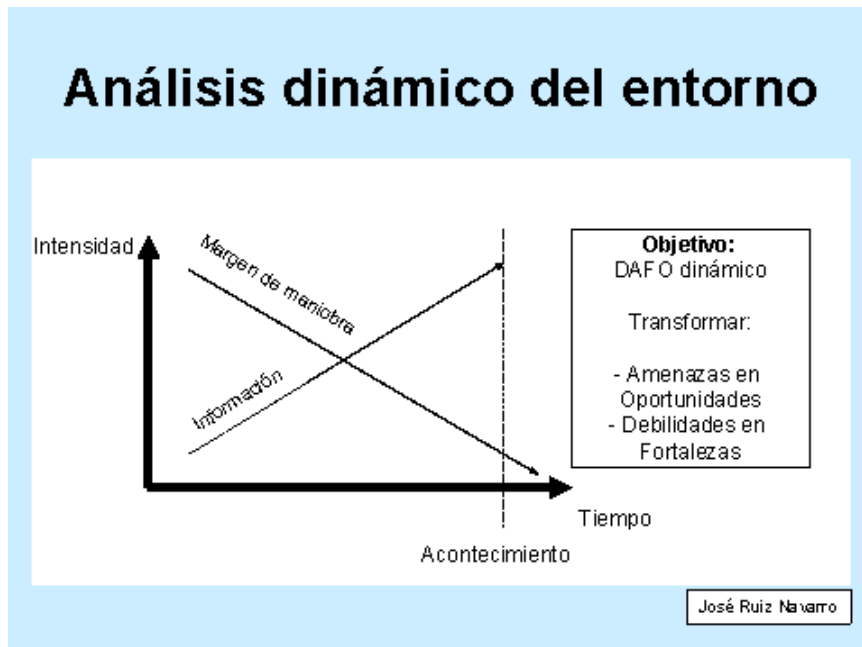 Análisis dinámico del entorno
Intensidad
Margen de maniobra
Información
Objetivo:
DAFO dinámico
Transformar:
- Amenazas en
Oportunidades
- Debilidades en
Fortalezas
Tiempo
Acontecimiento
José Ruiz Navarro